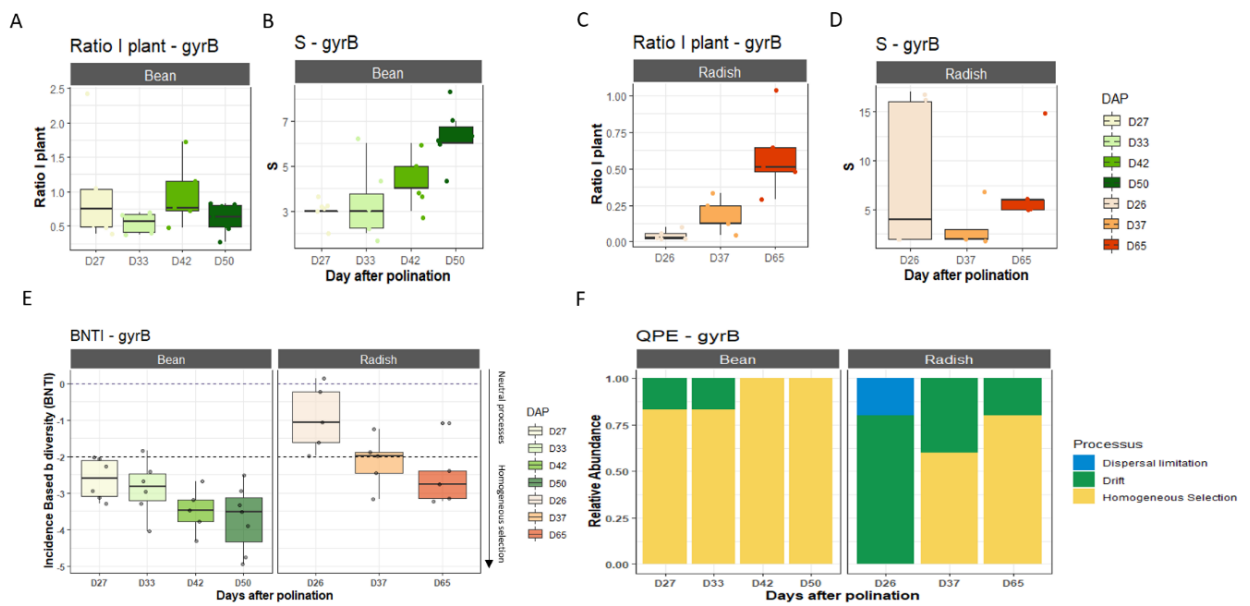 A
Ratio I plant - gyrB
Bean
2.5
2.0
1.5
1.0
0.5
Ratio I plant
D27 D33 D42 D50
B
S - gyrB
Bean
7
5
3
S
D27 D33 D42 D50
Day after polination
C
Ratio I plant - gyrB
Radish
1.00
0.75
0.50
0.25
0.00
Ratio I plant
D26 D37 D65
Day after polination
D
S - gyrB
Radish
15
10
5
S
D26 D37 D65
DAP
D27
D33
D42
D50
D26
D37
D65
E
BNTI - gyrB
Bean
Radish
0
-1
-2
-3
-4
-5
Incidence Based b diversity (BNTI)
D27 D33 D42 D50
D26 D37 D65
Days after polination
Neutral processes
Homogneous selection
DAP
D27
D33
D42
D50
D26
D37
D65
F
QPE - gyrB
Bean
Radish
1.00
0.75
0.50
0.25
0.00
Relative Abundance
D27 D33 D42 D50
D26 D37 D65
Days after polination
Processus
Dispersal limitation
Drift
Homogneous Selection